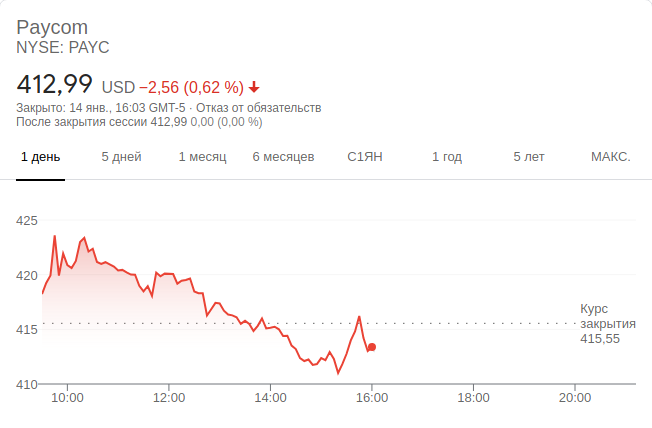 Paycom
NYSE: PAYC
412,99 USD −2,56 (0,62 %)
Закрыто: 14 янв., 16:03 GMT-5 · Отказ от обязательств
После закрытия сессии 412,99 0,00 (0,00 %)
1 день 5 дней 1 месяц 6 месяцев С1ЯН 1 год 5 лет МАКС.
425
420
415
410
Курс
закрытия
415,55
10:00 12:00 14:00 16:00 18:00 20:00